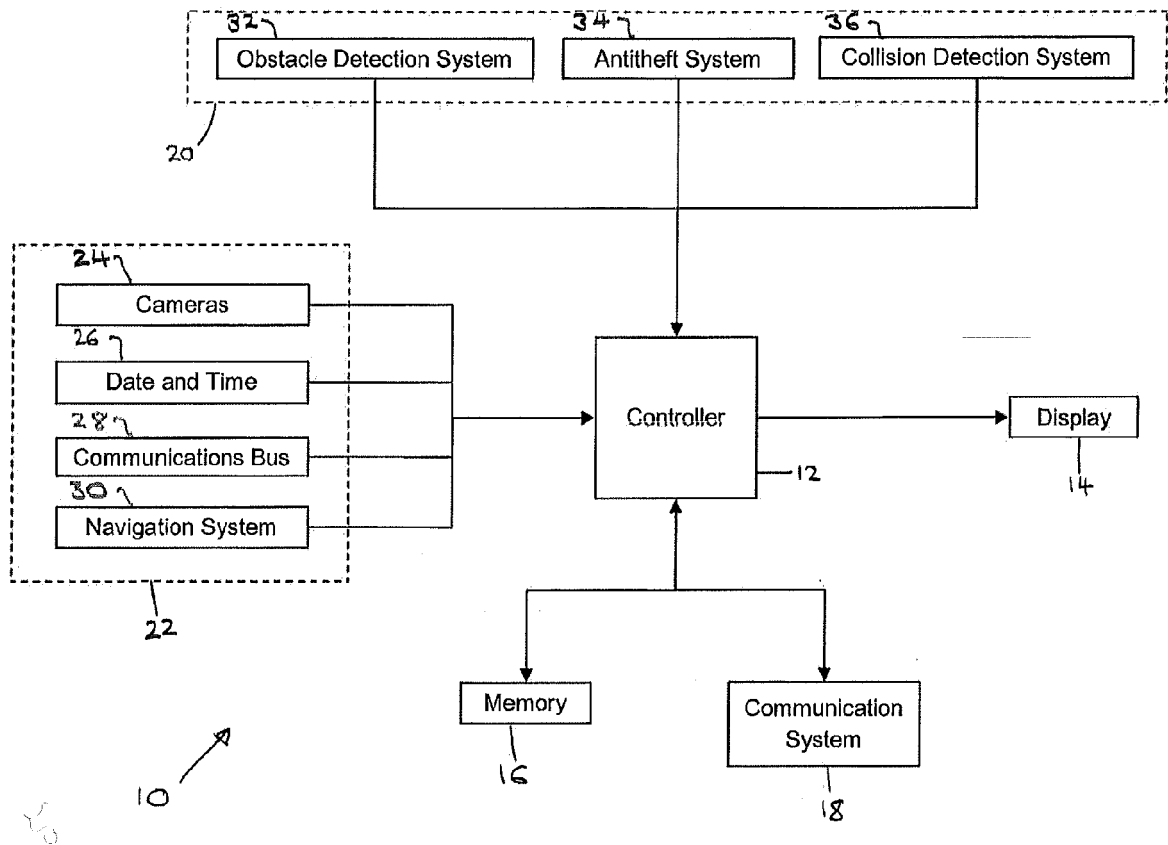 32
34
36
Obstacle Detection System
Antitheft System
Collision Detection System
20
24
Cameras
26
Date and Time
28
Communications Bus
30
Navigation System
22
Controller
12
Display
14
Memory
16
Communication
System
18
10